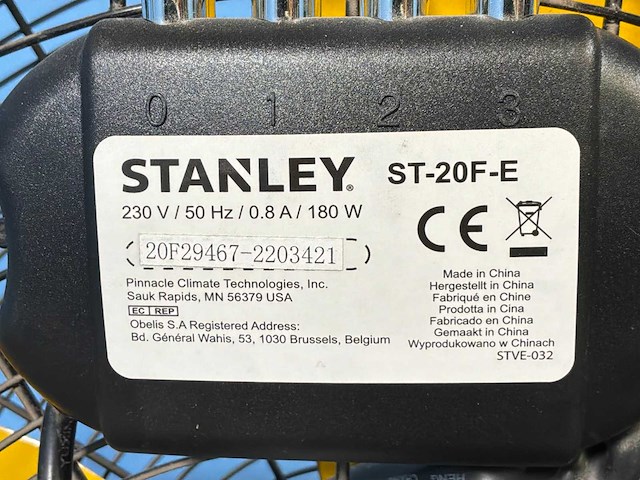 0 1 2 3
STANLEY® ST-20F-E
230 V / 50 Hz / 0.8 A / 180 W
CE
20F29467-2203421
Pinnacle Climate Technologies, Inc.
Sauk Rapids, MN 56379 USA
EC REP
Obelis S.A Registered Address:
Bd. Général Wahis, 53, 1030 Brussels, Belgium
Made in China
Hergestellt in China
Fabriqué en Chine
Prodotta in Cina
Fabricado en China
Gemaakt in China
Wyprodukowano w Chinach
STVE-032